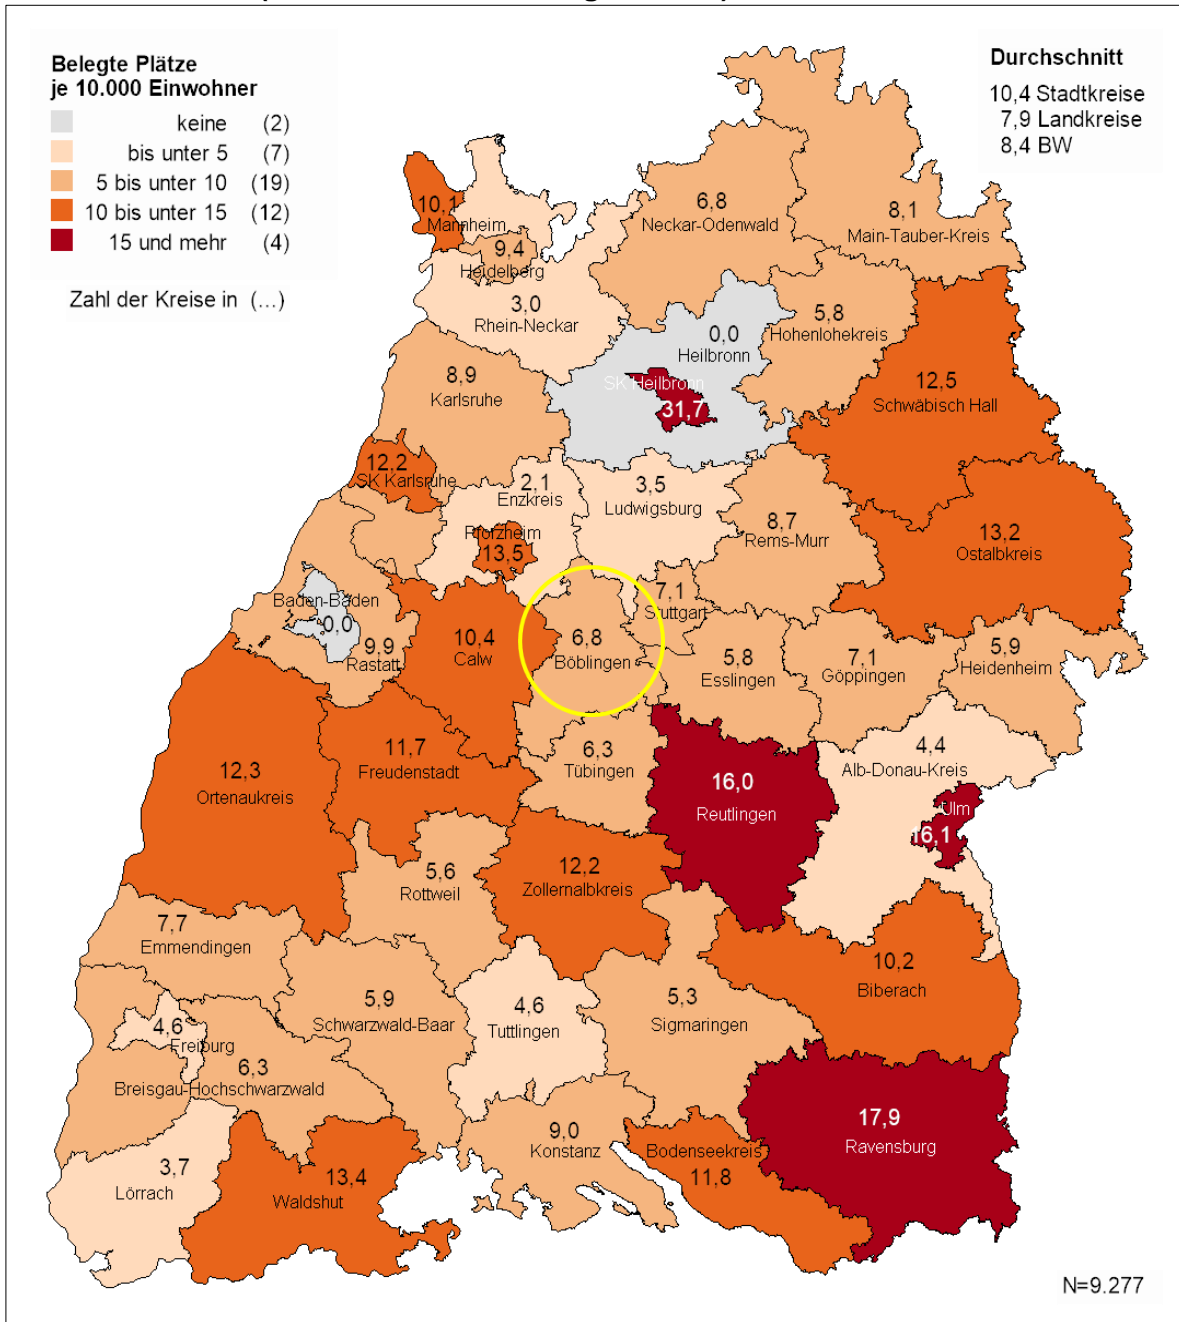 Belegte Plätze
je 10.000 Einwohner
keine (2)
bis unter 5 (7)
5 bis unter 10 (19)
10 bis unter 15 (12)
15 und mehr (4)
Zahl der Kreise in (...)
Durchschnitt
10,4 Stadtkreise
7,9 Landkreise
8,4 BW
10,1
Mannheim
9,4
Heidelberg
3,0
Rhein-Neckar
6,8
Neckar-Odenwald
8,1
Main-Tauber-Kreis
0,0
Heilbronn
SK Heilbronn
31,7
5,8
Hohenlohekreis
12,5
Schwäbisch Hall
8,9
Karlsruhe
12,2
SK Karlsruhe
2,1
Enzkreis
Pforzheim
13,5
3,5
Ludwigsburg
8,7
Rems-Murr
13,2
Ostalbkreis
Baden-Baden
0,0
9,9
Rastatt
10,4
Calw
6,8
Böblingen
7,1
Stuttgart
5,8
Esslingen
7,1
Göppingen
5,9
Heidenheim
12,3
Ortenaukreis
11,7
Freudenstadt
6,3
Tübingen
16,0
Reutlingen
4,4
Alb-Donau-Kreis
Ulm
16,1
5,6
Rottweil
12,2
Zollernalbkreis
7,7
Emmendingen
5,9
Schwarzwald-Baar
4,6
Tuttlingen
5,3
Sigmaringen
10,2
Biberach
4,6
Freiburg
6,3
Breisgau-Hochschwarzwald
3,7
Lörrach
13,4
Waldshut
9,0
Konstanz
Bodenseekreis
11,8
17,9
Ravensburg
N=9.277